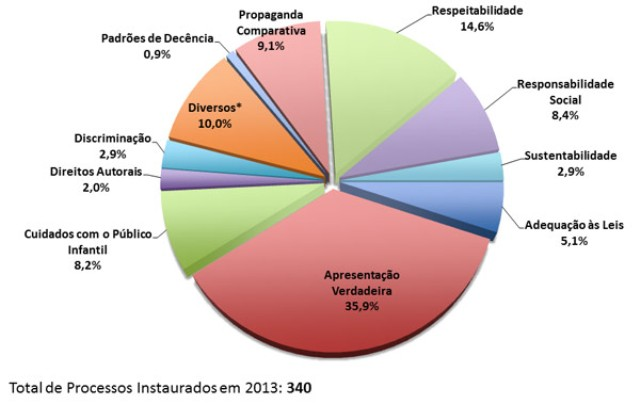 Propaganda
Comparativa
9,1%
Respeitabilidade
14,6%
Responsabilidade
Social
8,4%
Sustentabilidade
2,9%
Adequação às Leis
5,1%
Apresentação
Verdadeira
35,9%
Cuidados com o Público
Infantil
8,2%
Direitos Autorais
2,0%
Discriminação
2,9%
Diversos*
10,0%
Padrões de Decência
0,9%
Total de Processos Instaurados em 2013: 340